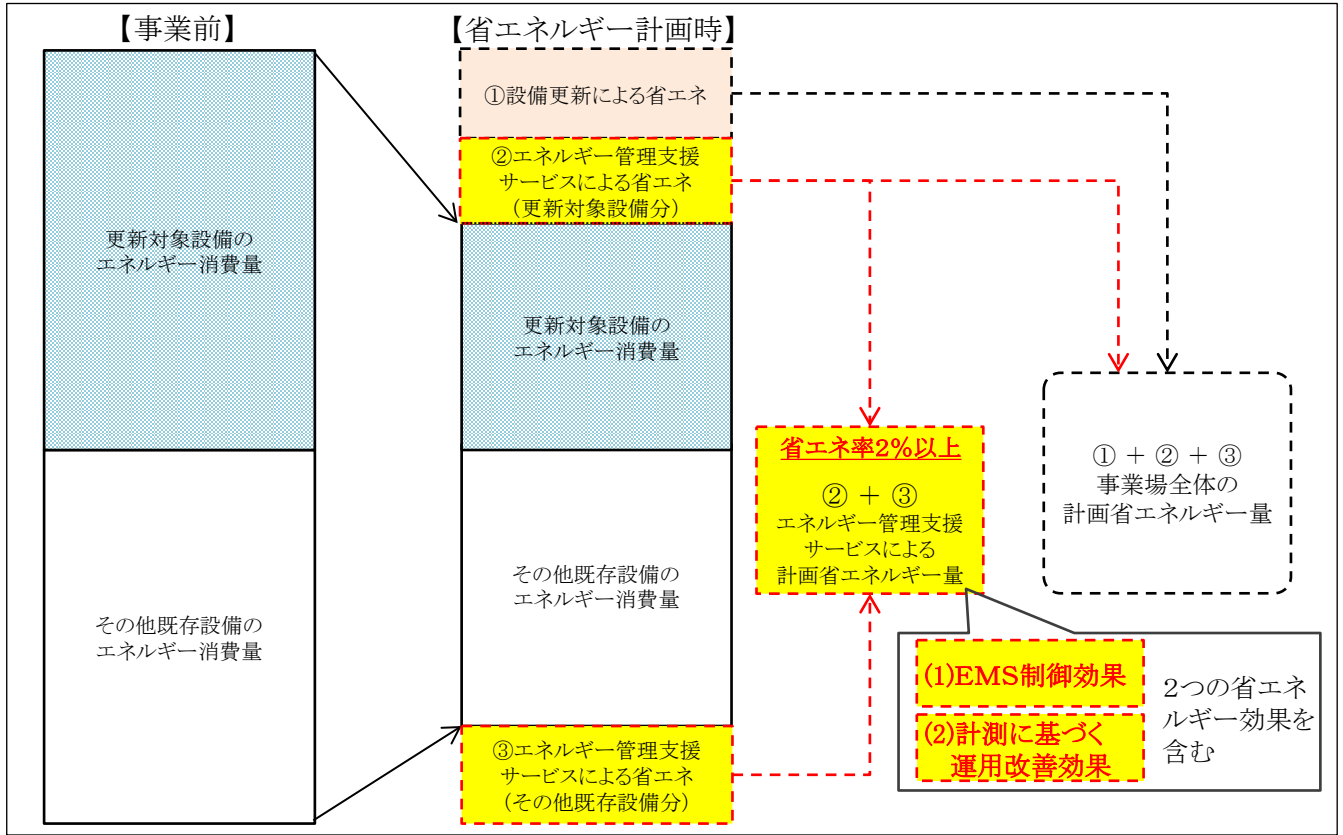 【事業前】
【省エネルギー計画時】
更新対象設備の
エネルギー消費量
その他既存設備の
エネルギー消費量
①設備更新による省エネ
②エネルギー管理支援
サービスによる省エネ
(更新対象設備分)
更新対象設備の
エネルギー消費量
その他既存設備の
エネルギー消費量
③エネルギー管理支援
サービスによる省エネ
(その他既存設備分)
省エネ率2%以上
② + ③
エネルギー管理支援
サービスによる
計画省エネルギー量
① + ② + ③
事業場全体の
計画省エネルギー量
(1)EMS制御効果
(2)計測に基づく
運用改善効果
2つの省エネ
ルギー効果を
含む